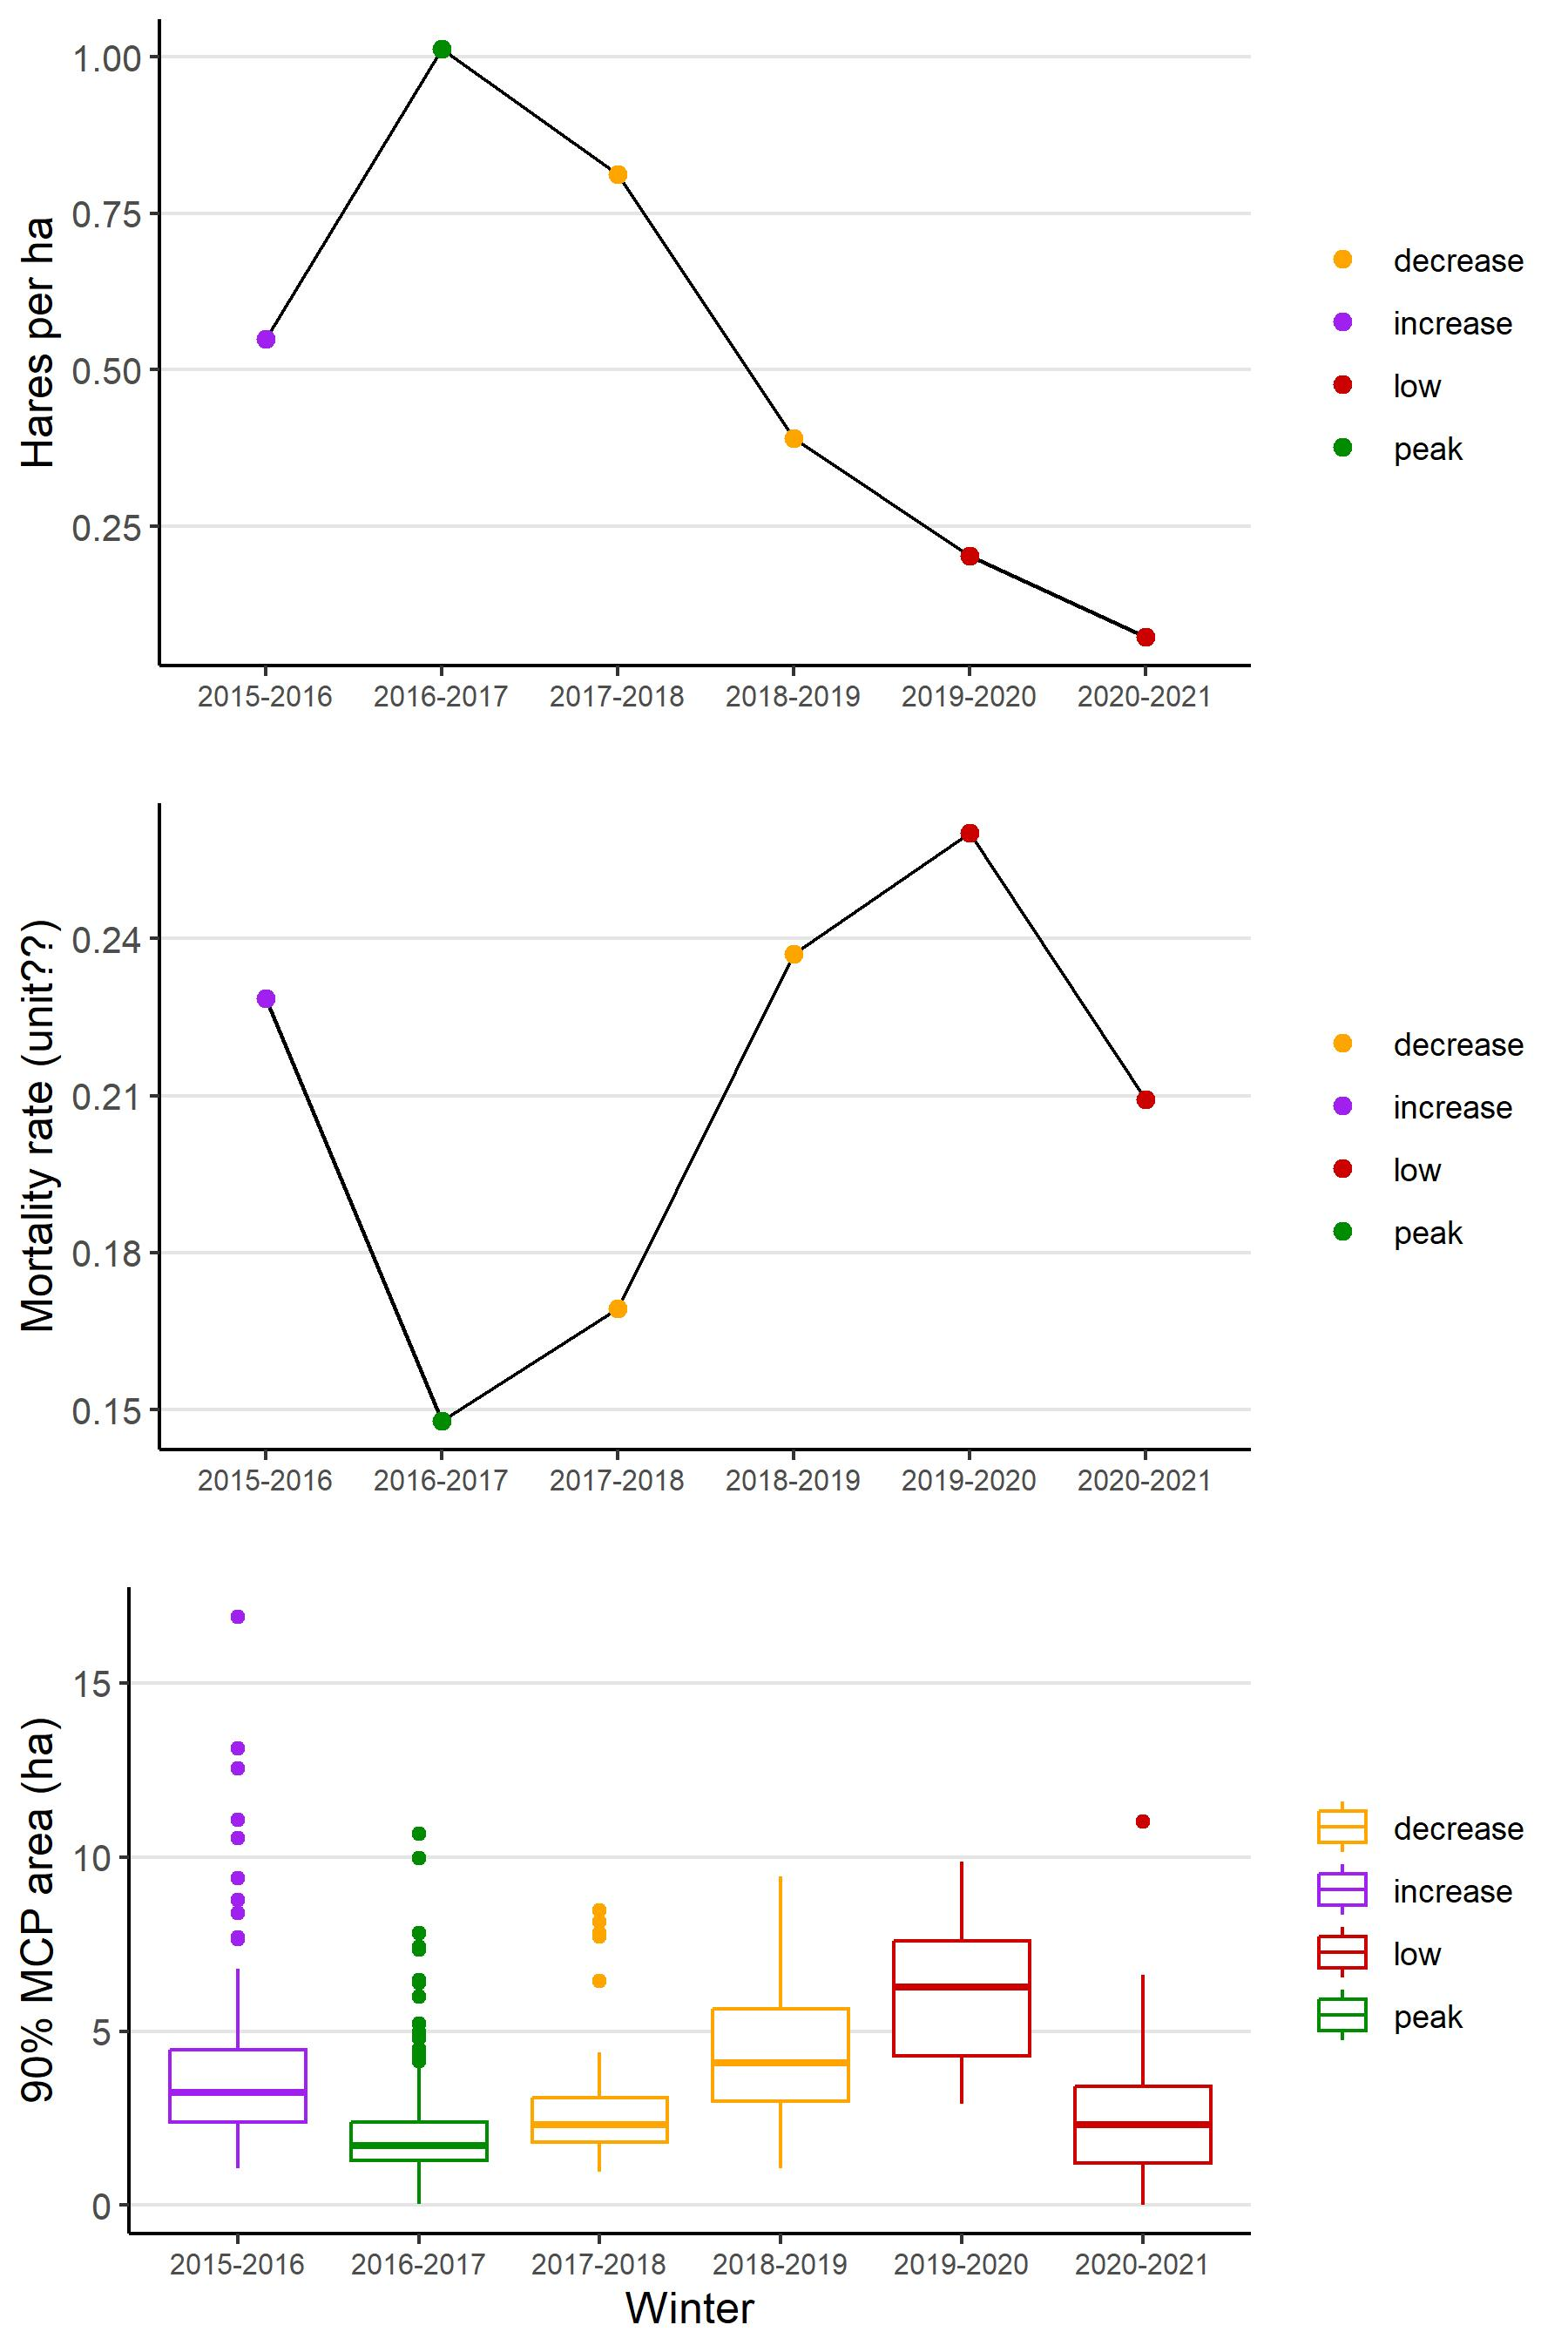 Hares per ha
1.00
0.75
0.50
0.25
2015-2016 2016-2017 2017-2018 2018-2019 2019-2020 2020-2021
decrease
increase
low
peak
Mortality rate (unit??)
0.24
0.21
0.18
0.15
2015-2016 2016-2017 2017-2018 2018-2019 2019-2020 2020-2021
decrease
increase
low
peak
90% MCP area (ha)
15
10
5
0
2015-2016 2016-2017 2017-2018 2018-2019 2019-2020 2020-2021
Winter
decrease
increase
low
peak